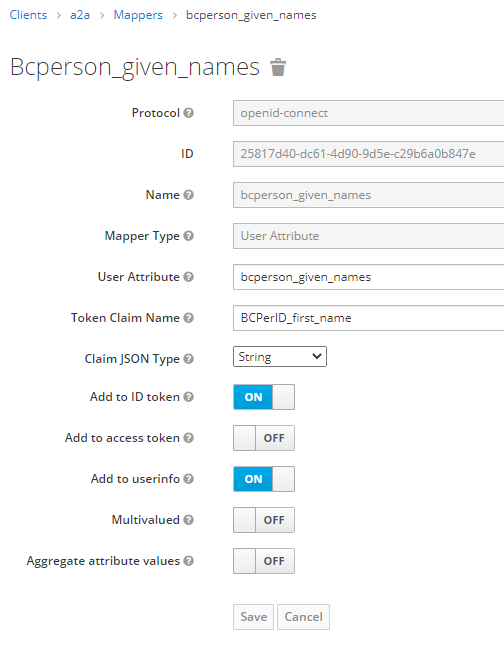 Clients > a2a > Mappers > bcperson_given_names
Bcperson_given_names
Protocol openid-connect
ID 25817d40-dc61-4d90-9d5e-c29b6a0b847e
Name bcperson_given_names
Mapper Type User Attribute
User Attribute bcperson_given_names
Token Claim Name BCPerID_first_name
Claim JSON Type String
Add to ID token ON
Add to access token OFF
Add to userinfo ON
Multivalued OFF
Aggregate attribute values OFF
Save Cancel